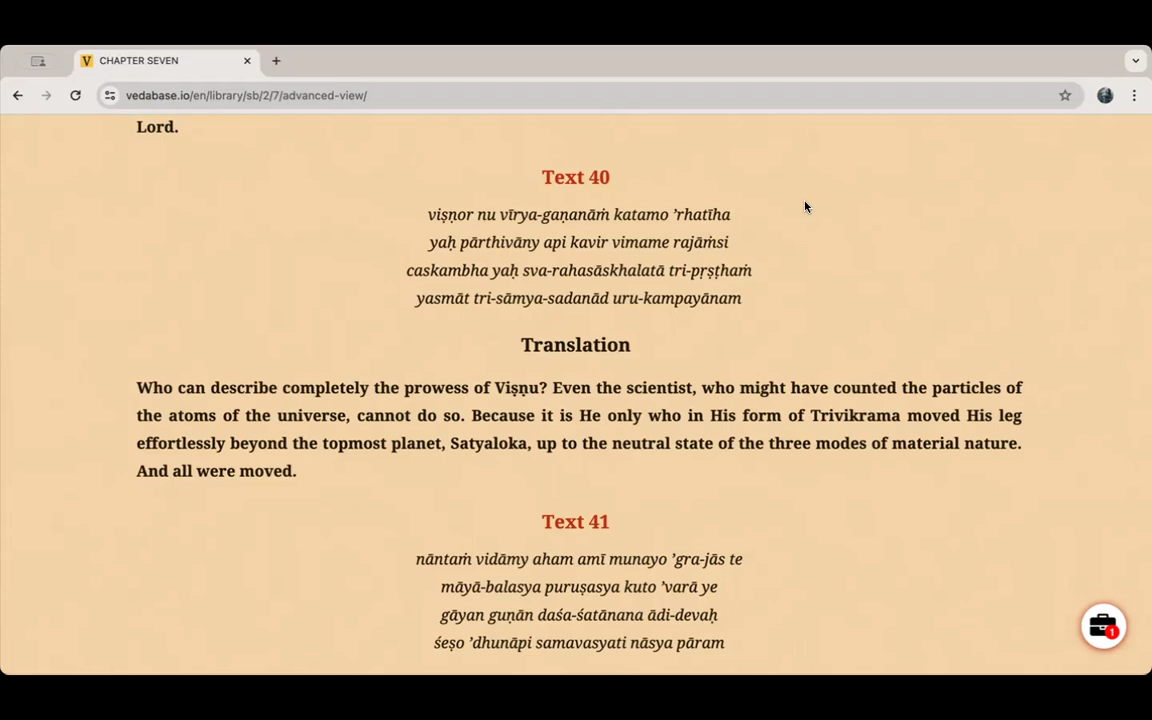 CHAPTER SEVEN
vedabase.io/en/library/sb/2/7/advanced-view/
Lord.
Text 40
viṣṇor nu vīrya-gaṇanāṁ katamo ’rhatīha
yaḥ pārthivāny api kavir vimame rajāṁsi
caskambha yaḥ sva-rahasāskhalatā tri-pṛṣṭhaṁ
yasmāt tri-sāmya-sadanād uru-kampayānam
Translation
Who can describe completely the prowess of Viṣṇu? Even the scientist, who might have counted the particles of
the atoms of the universe, cannot do so. Because it is He only who in His form of Trivikrama moved His leg
effortlessly beyond the topmost planet, Satyaloka, up to the neutral state of the three modes of material nature.
And all were moved.
Text 41
nāntaṁ vidāmy aham amī munayo ’gra-jās te
māyā-balasya puruṣasya kuto ’varā ye
gāyan guṇān daśa-śatānana ādi-devaḥ
śeṣo ’dhunāpi samavasyati nāsya pāram
1